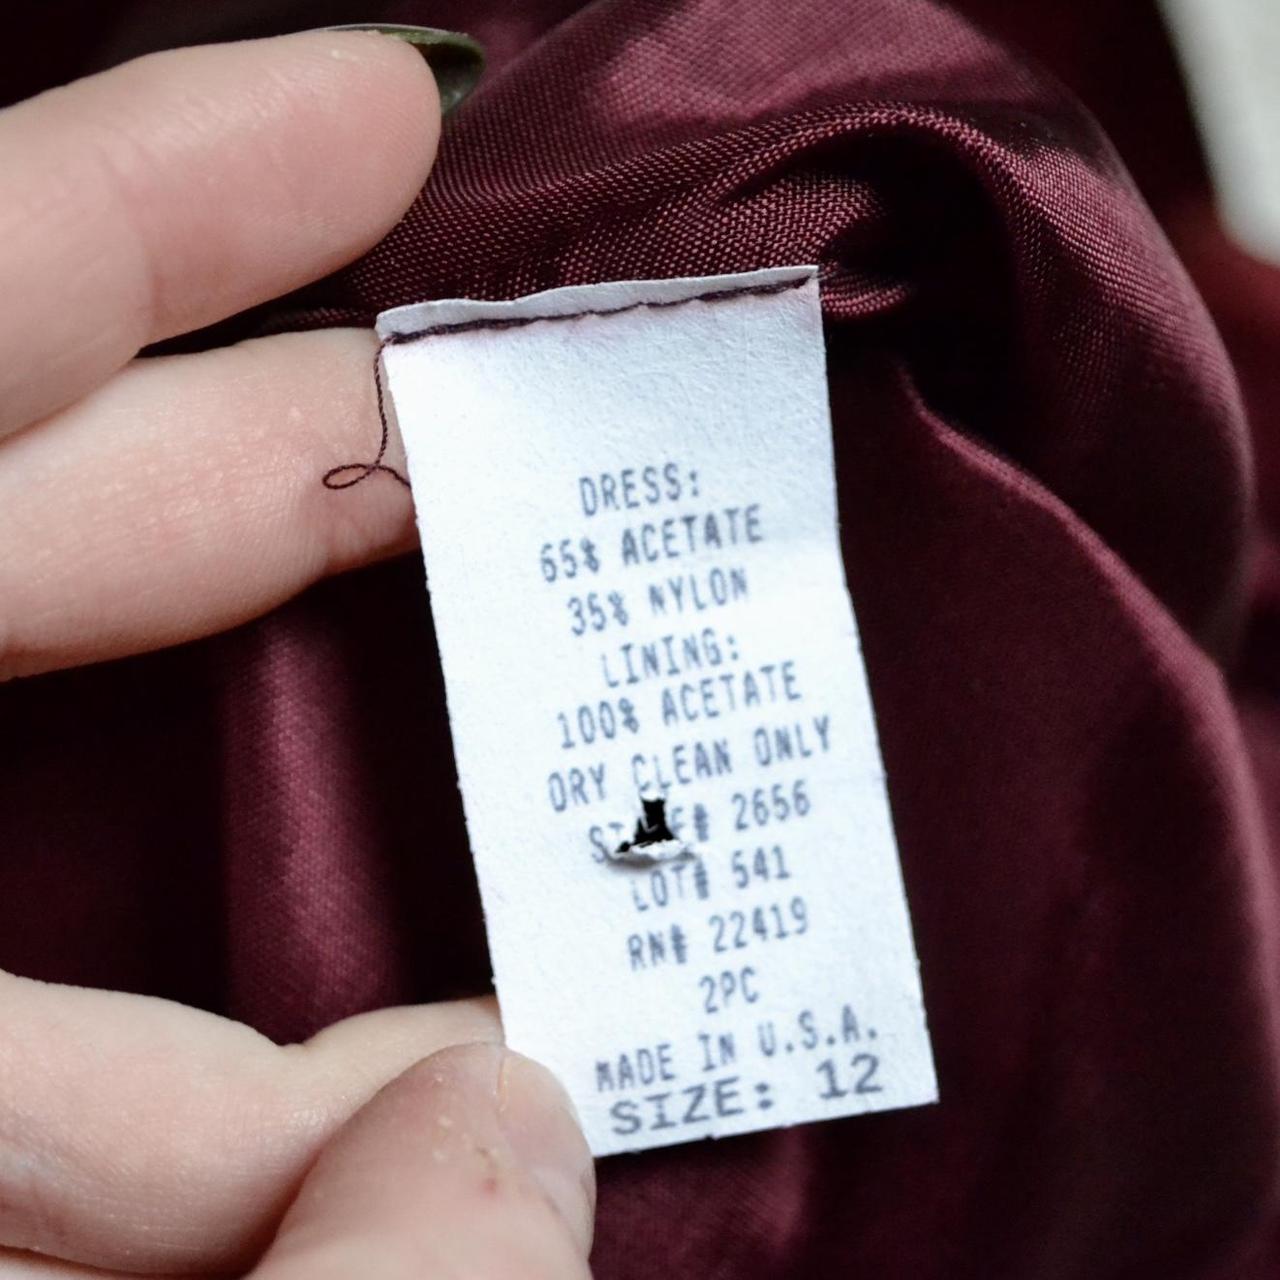 DRESS:
65% ACETATE
35% NYLON
LINING:
100% ACETATE
DRY CLEAN ONLY
2656
LOT# 541
RN# 22419
2PC
MADE IN U.S.A.
SIZE: 12